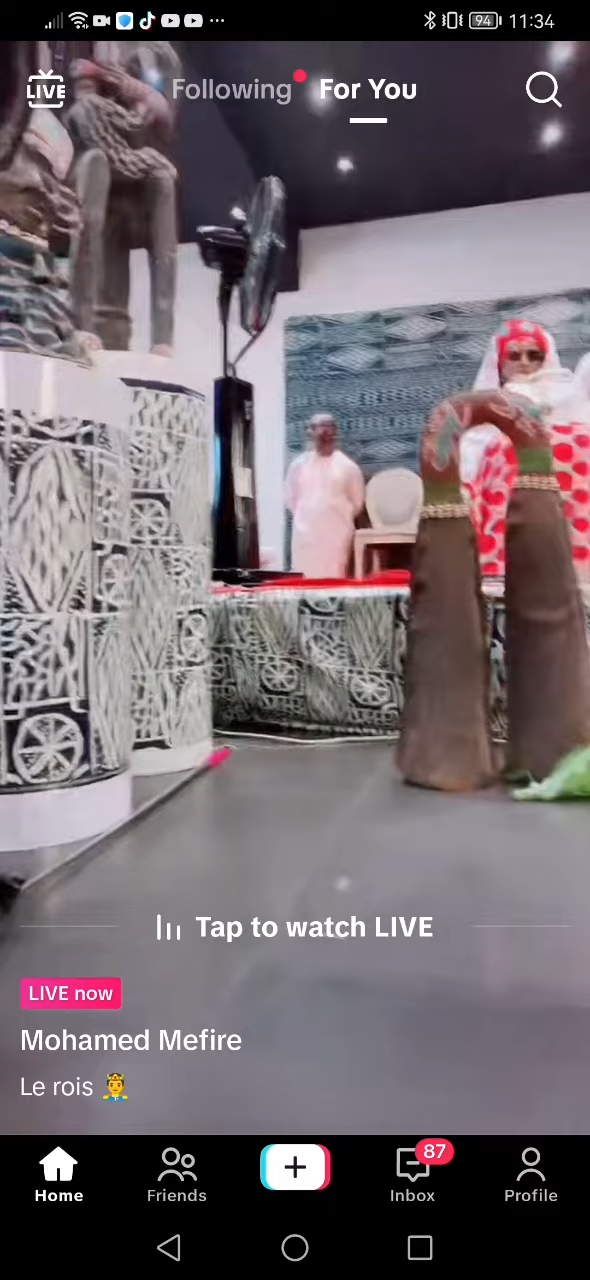 94 11:34
LIVE Following For You
Tap to watch LIVE
LIVE now
Mohamed Mefire
Le rois 🤴
87
Home Friends Inbox Profile